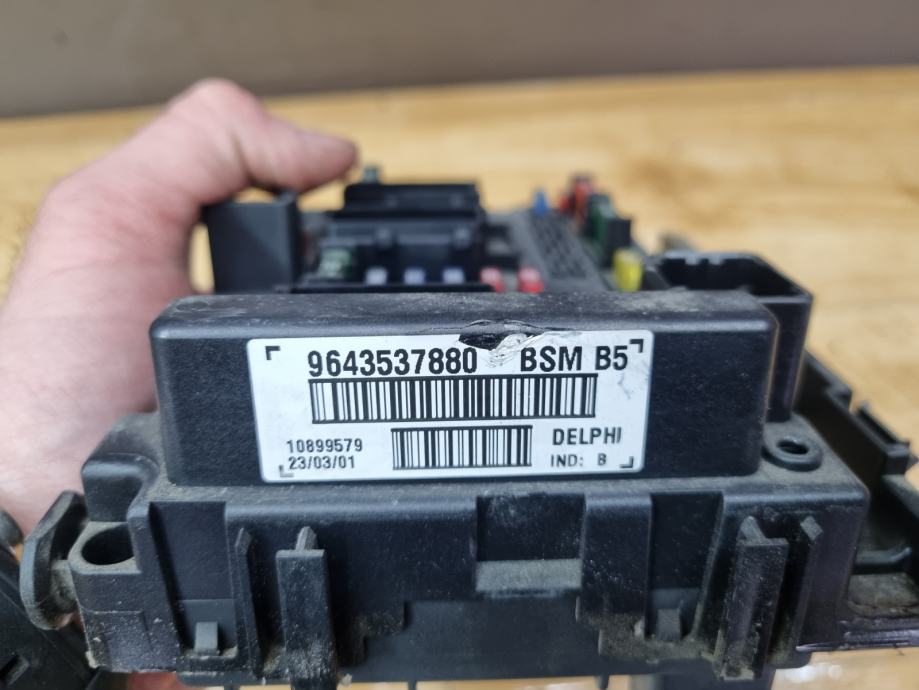 9643537880 BSM B5
10899579
23/03/01
DELPHI
IND: B